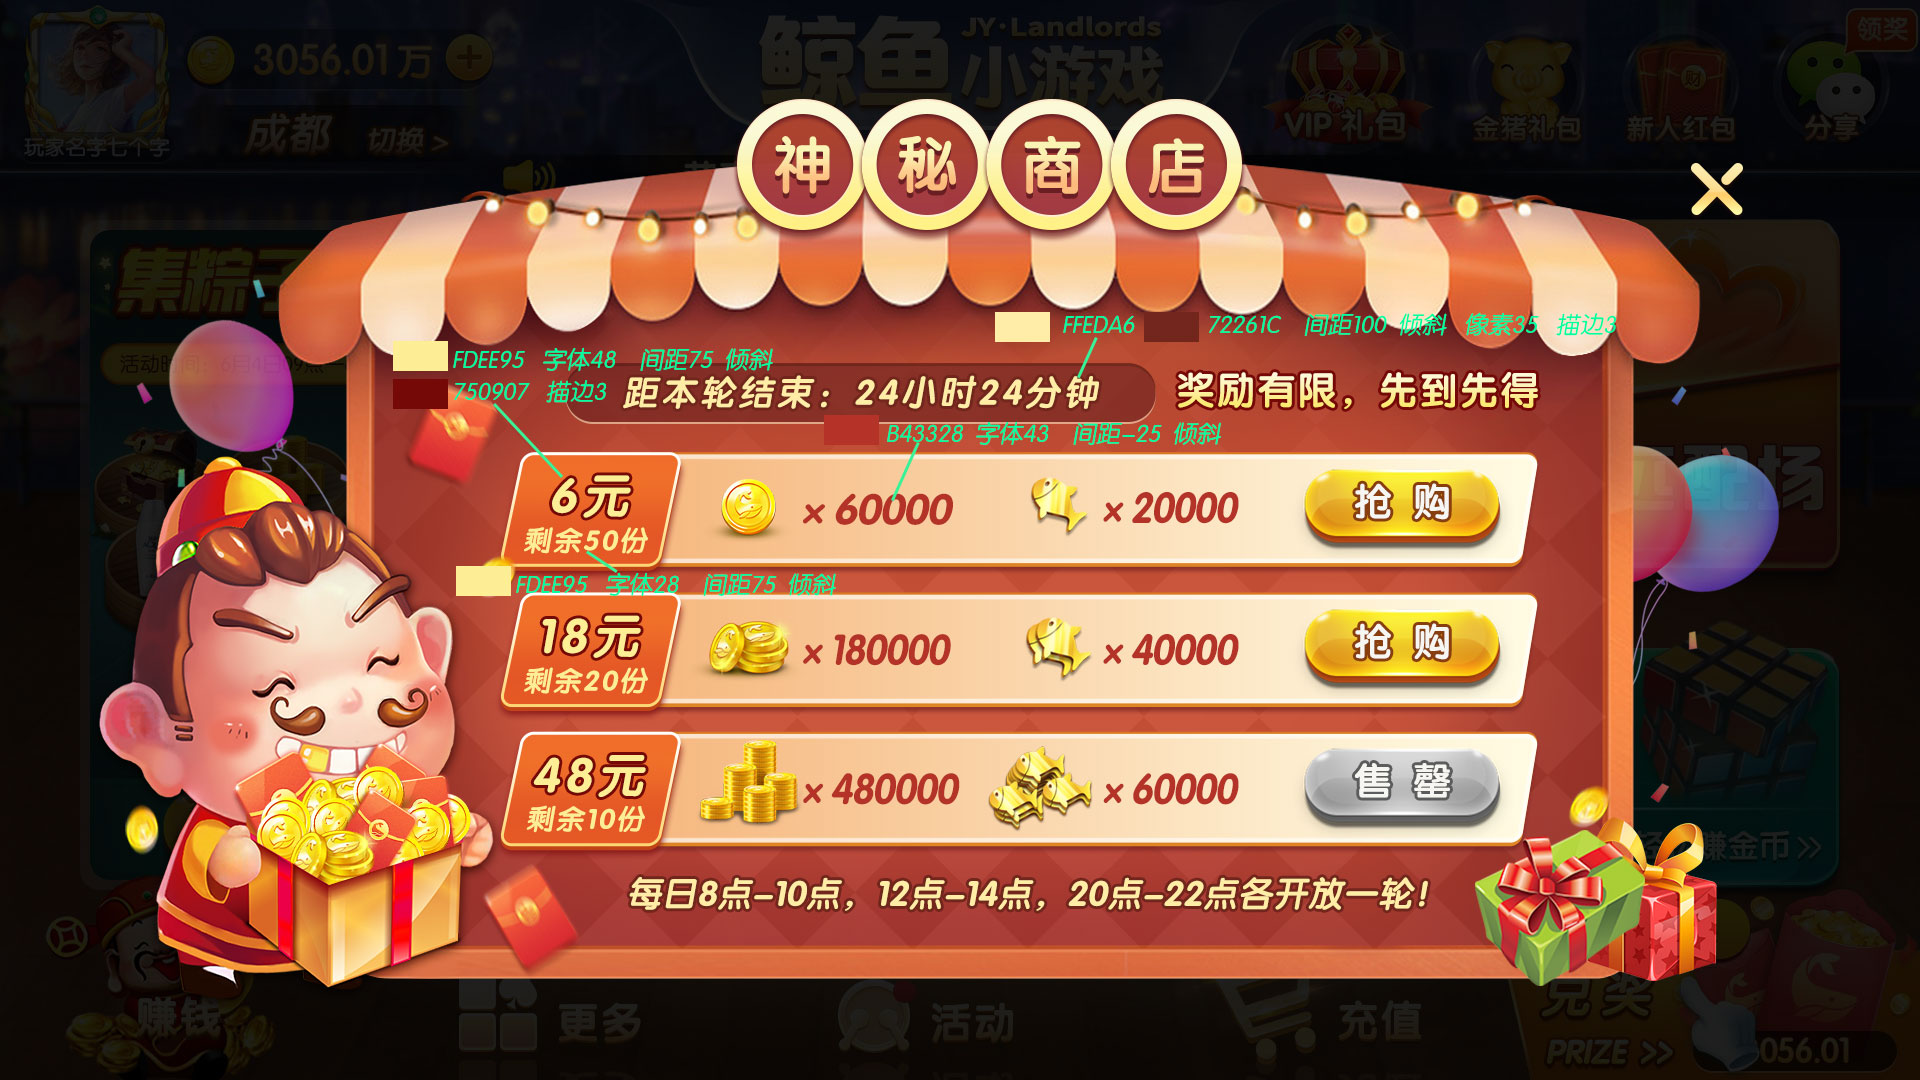 鲸鱼小游戏
JY·Landlords
3056.01万
玩家名字七个字
成都 切换 >
VIP 礼包
金猪礼包
新人红包
分享
领奖
神秘商店
集粽子
FFEDA6 72261C 间距100 倾斜 像素35 描边3
FDEE95 字体48 间距75 倾斜
750907 描边3
距本轮结束：24小时24分钟
奖励有限，先到先得
B43328 字体43 间距-25 倾斜
6元
剩余50份
× 60000
× 20000
抢 购
FDEE95 字体28 间距75 倾斜
18元
剩余20份
× 180000
× 40000
抢 购
48元
剩余10份
× 480000
× 60000
售 罄
赚金币 >>
每日8点-10点，12点-14点，20点-22点各开放一轮！
赚钱
更多
活动
充值
兑奖
PRIZE >>
056.01